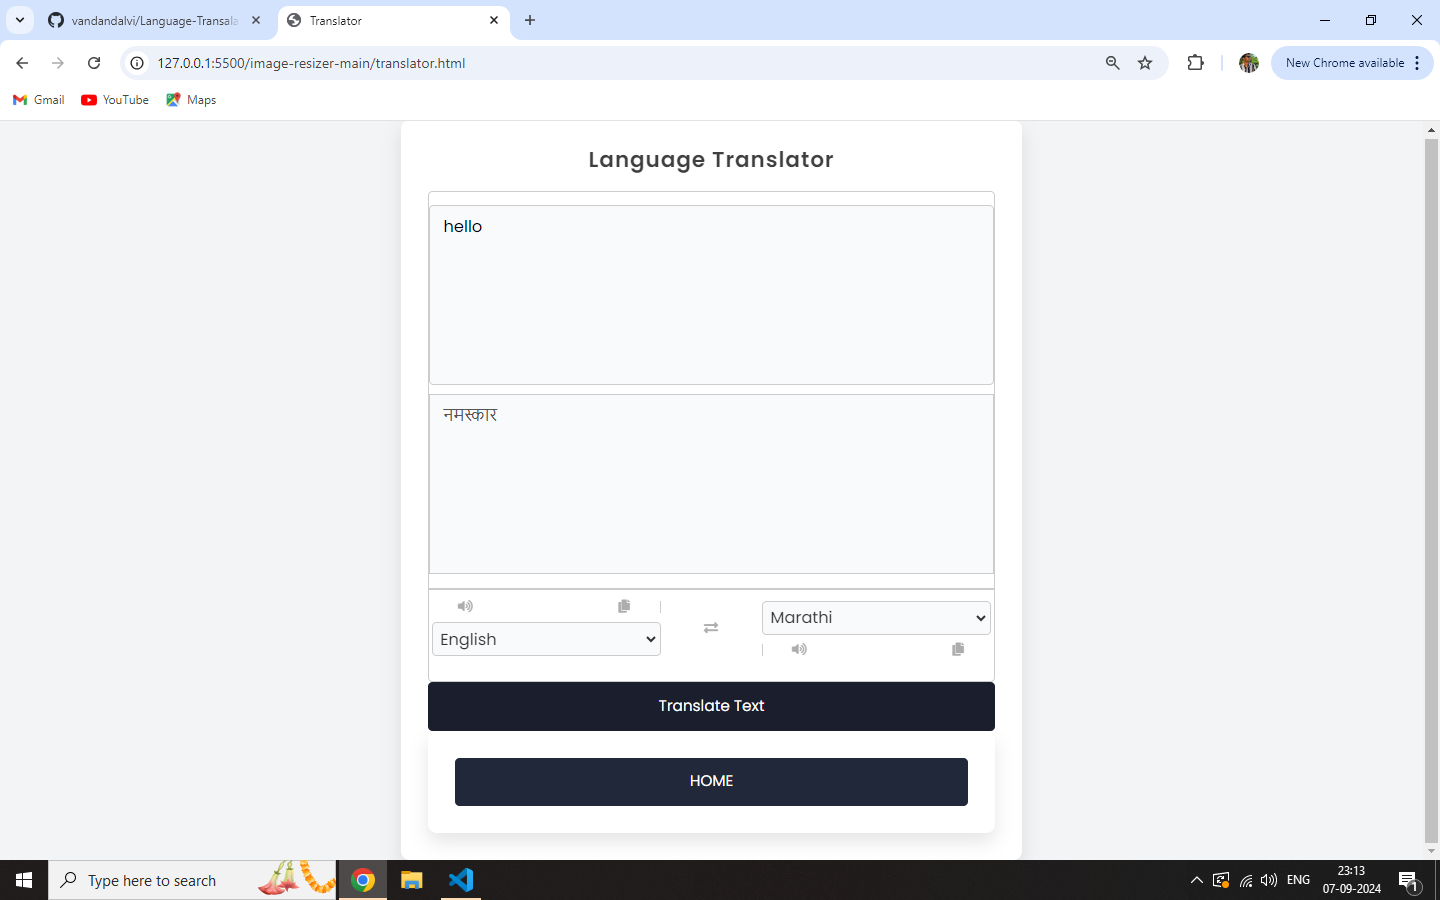 vandandalvi/Language-Transala
Translator
127.0.0.1:5500/image-resizer-main/translator.html
New Chrome available
Gmail
YouTube
Maps
Language Translator
hello
नमस्कार
English
Marathi
Translate Text
HOME
Type here to search
ENG
23:13
07-09-2024
1